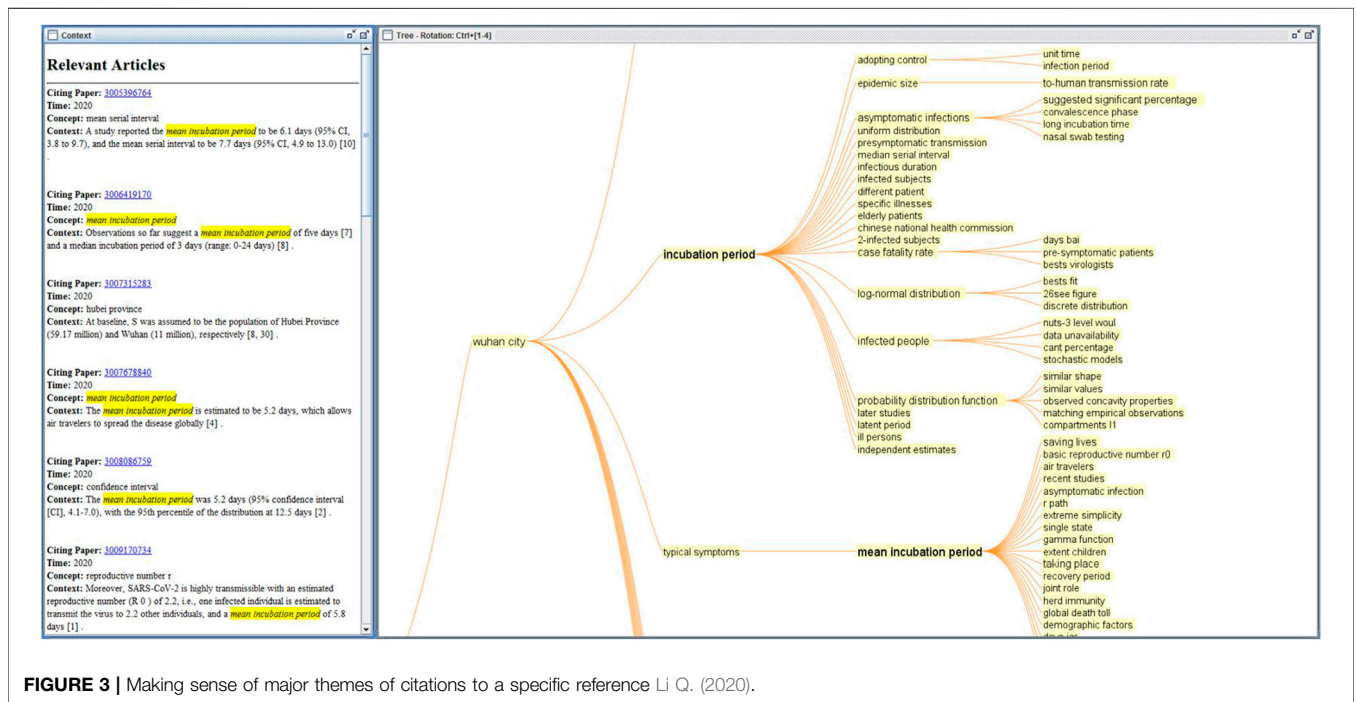 Context
Relevant Articles
Citing Paper: 3005396764
Time: 2020
Concept: mean serial interval
Context: A study reported the mean incubation period to be 6.1 days (95% CI,
3.8 to 9.7), and the mean serial interval to be 7.7 days (95% CI, 4.9 to 13.0) [10]
.
Citing Paper: 3006419170
Time: 2020
Concept: mean incubation period
Context: Observations so far suggest a mean incubation period of five days [7]
and a median incubation period of 3 days (range: 0-24 days) [8] .
Citing Paper: 3007315283
Time: 2020
Concept: hubei province
Context: At baseline, S was assumed to be the population of Hubei Province
(59.17 million) and Wuhan (11 million), respectively [8, 30] .
Citing Paper: 3007678840
Time: 2020
Concept: mean incubation period
Context: The mean incubation period is estimated to be 5.2 days, which allows
air travelers to spread the disease globally [4] .
Citing Paper: 3008086759
Time: 2020
Concept: confidence interval
Context: The mean incubation period was 5.2 days (95% confidence interval
[CI], 4.1-7.0), with the 95th percentile of the distribution at 12.5 days [2] .
Citing Paper: 3009170734
Time: 2020
Concept: reproductive number r
Context: Moreover, SARS-CoV-2 is highly transmissible with an estimated
reproductive number (R 0 ) of 2.2, i.e., one infected individual is estimated to
transmit the virus to 2.2 other individuals, and a mean incubation period of 5.8
days [1] .
Tree - Rotation: Ctrl+[1-4]
wuhan city
incubation period
adopting control
unit time
infection period
epidemic size
to-human transmission rate
asymptomatic infections
suggested significant percentage
convalescence phase
long incubation time
nasal swab testing
uniform distribution
presymptomatic transmission
median serial interval
infectious duration
infected subjects
different patient
specific illnesses
elderly patients
chinese national health commission
2-infected subjects
case fatality rate
days bai
pre-symptomatic patients
bests virologists
log-normal distribution
bests fit
26see figure
discrete distribution
infected people
nuts-3 level woul
data unavailability
cant percentage
stochastic models
probability distribution function
similar shape
similar values
observed concavity properties
matching empirical observations
compartments I1
later studies
latent period
ill persons
independent estimates
typical symptoms
mean incubation period
saving lives
basic reproductive number r0
air travelers
recent studies
asymptomatic infection
r path
extreme simplicity
single state
gamma function
extent children
taking place
recovery period
joint role
herd immunity
global death toll
demographic factors
FIGURE 3 | Making sense of major themes of citations to a specific reference Li Q. (2020).